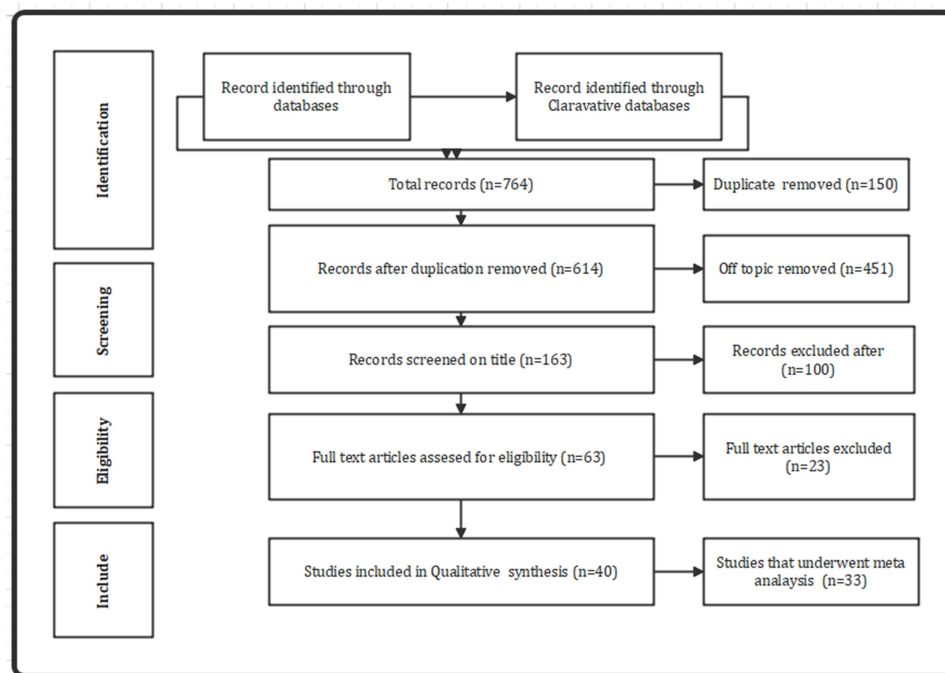 Identification
Record identified through
databases
Record identified through
Claravative databases
Total records (n=764)
Duplicate removed (n=150)
Records after duplication removed (n=614)
Off topic removed (n=451)
Screening
Records screened on title (n=163)
Records excluded after
(n=100)
Eligibility
Full text articles assesed for eligibility (n=63)
Full text articles excluded
(n=23)
Include
Studies included in Qualitative synthesis (n=40)
Studies that underwent meta
analaysis (n=33)